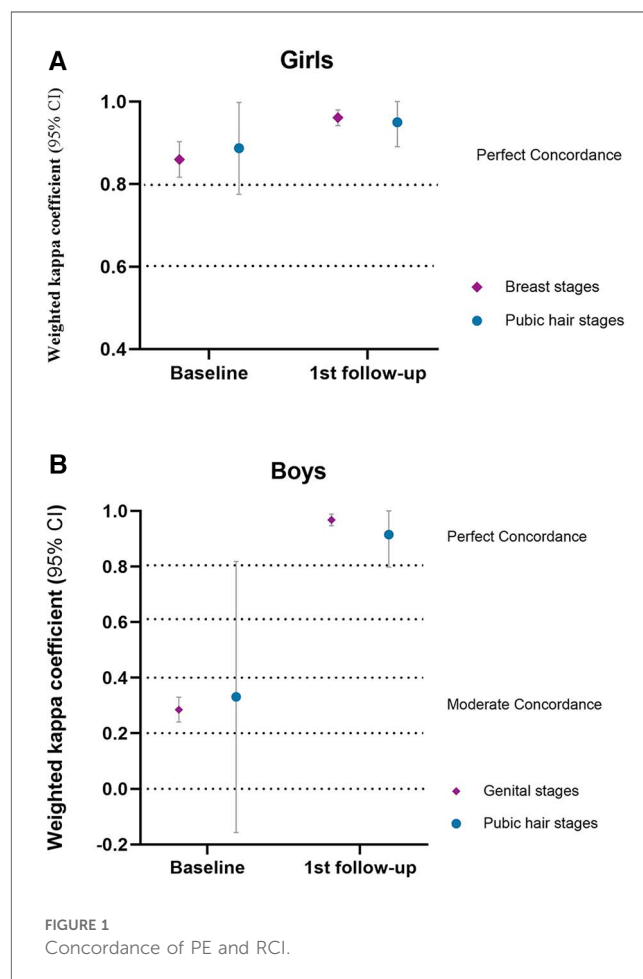 A
Girls
Weighted kappa coefficient (95% CI)
1.0
0.8
0.6
0.4
Perfect Concordance
Breast stages
Pubic hair stages
Baseline
1st follow-up
B
Boys
Weighted kappa coefficient (95% CI)
1.0
0.8
0.6
0.4
0.2
0.0
-0.2
Perfect Concordance
Moderate Concordance
Genital stages
Pubic hair stages
Baseline
1st follow-up
FIGURE 1
Concordance of PE and RCI.